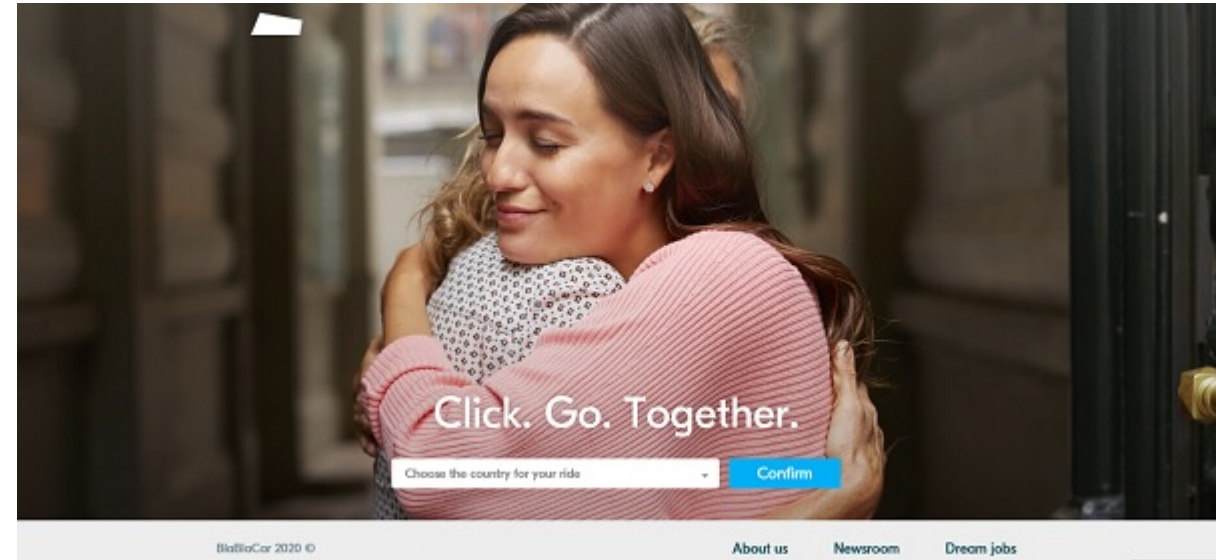 Click. Go. Together.
Choose the country for your ride
Confirm
BlaBlaCar 2020 ©
About us
Newsroom
Dream jobs